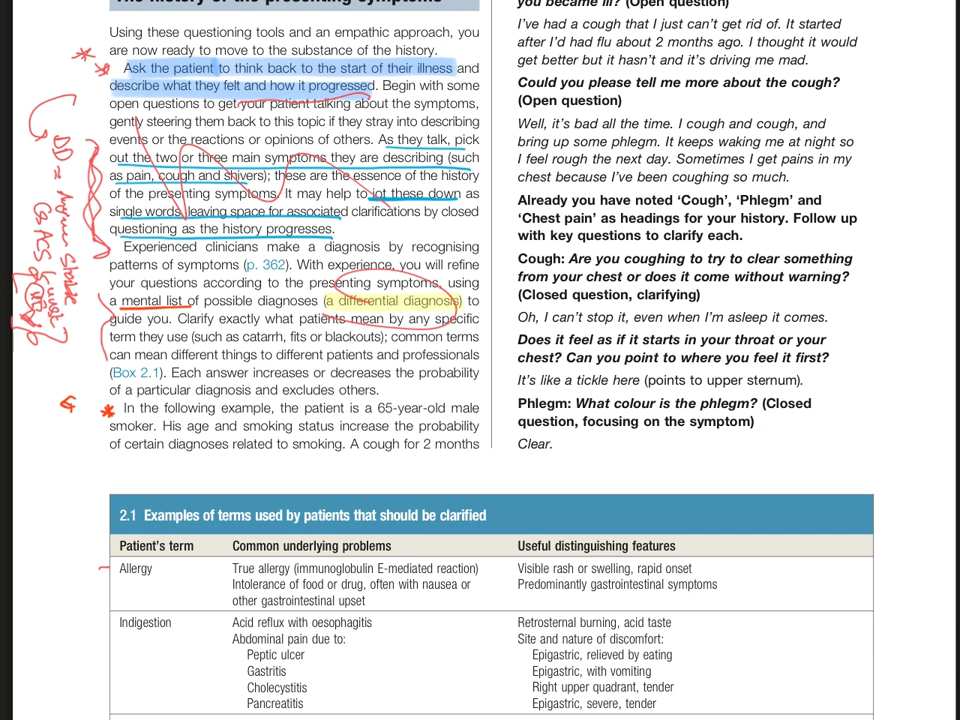 The history of the presenting symptoms
Using these questioning tools and an empathic approach, you
are now ready to move to the substance of the history.
Ask the patient to think back to the start of their illness and
describe what they felt and how it progressed. Begin with some
open questions to get your patient talking about the symptoms,
gently steering them back to this topic if they stray into describing
events or the reactions or opinions of others. As they talk, pick
out the two or three main symptoms they are describing (such
as pain, cough and shivers); these are the essence of the history
of the presenting symptoms. It may help to jot these down as
single words, leaving space for associated clarifications by closed
questioning as the history progresses.
Experienced clinicians make a diagnosis by recognising
patterns of symptoms (p. 362). With experience, you will refine
your questions according to the presenting symptoms, using
a mental list of possible diagnoses (a differential diagnosis) to
guide you. Clarify exactly what patients mean by any specific
term they use (such as catarrh, fits or blackouts); common terms
can mean different things to different patients and professionals
(Box 2.1). Each answer increases or decreases the probability
of a particular diagnosis and excludes others.
In the following example, the patient is a 65-year-old male
smoker. His age and smoking status increase the probability
of certain diagnoses related to smoking. A cough for 2 months
DD =
you became ill? (Open question)
I've had a cough that I just can't get rid of. It started
after I'd had flu about 2 months ago. I thought it would
get better but it hasn't and it's driving me mad.
Could you please tell me more about the cough?
(Open question)
Well, it's bad all the time. I cough and cough, and
bring up some phlegm. It keeps waking me at night so
I feel rough the next day. Sometimes I get pains in my
chest because I've been coughing so much.
Already you have noted ‘Cough’, ‘Phlegm’ and
‘Chest pain’ as headings for your history. Follow up
with key questions to clarify each.
Cough: Are you coughing to try to clear something
from your chest or does it come without warning?
(Closed question, clarifying)
Oh, I can't stop it, even when I'm asleep it comes.
Does it feel as if it starts in your throat or your
chest? Can you point to where you feel it first?
It's like a tickle here (points to upper sternum).
Phlegm: What colour is the phlegm? (Closed
question, focusing on the symptom)
Clear.
2.1 Examples of terms used by patients that should be clarified
Patient's term Common underlying problems Useful distinguishing features
Allergy True allergy (immunoglobulin E-mediated reaction) Visible rash or swelling, rapid onset
Intolerance of food or drug, often with nausea or Predominantly gastrointestinal symptoms
other gastrointestinal upset
Indigestion Acid reflux with oesophagitis Retrosternal burning, acid taste
Abdominal pain due to: Site and nature of discomfort:
Peptic ulcer Epigastric, relieved by eating
Gastritis Epigastric, with vomiting
Cholecystitis Right upper quadrant, tender
Pancreatitis Epigastric, severe, tender